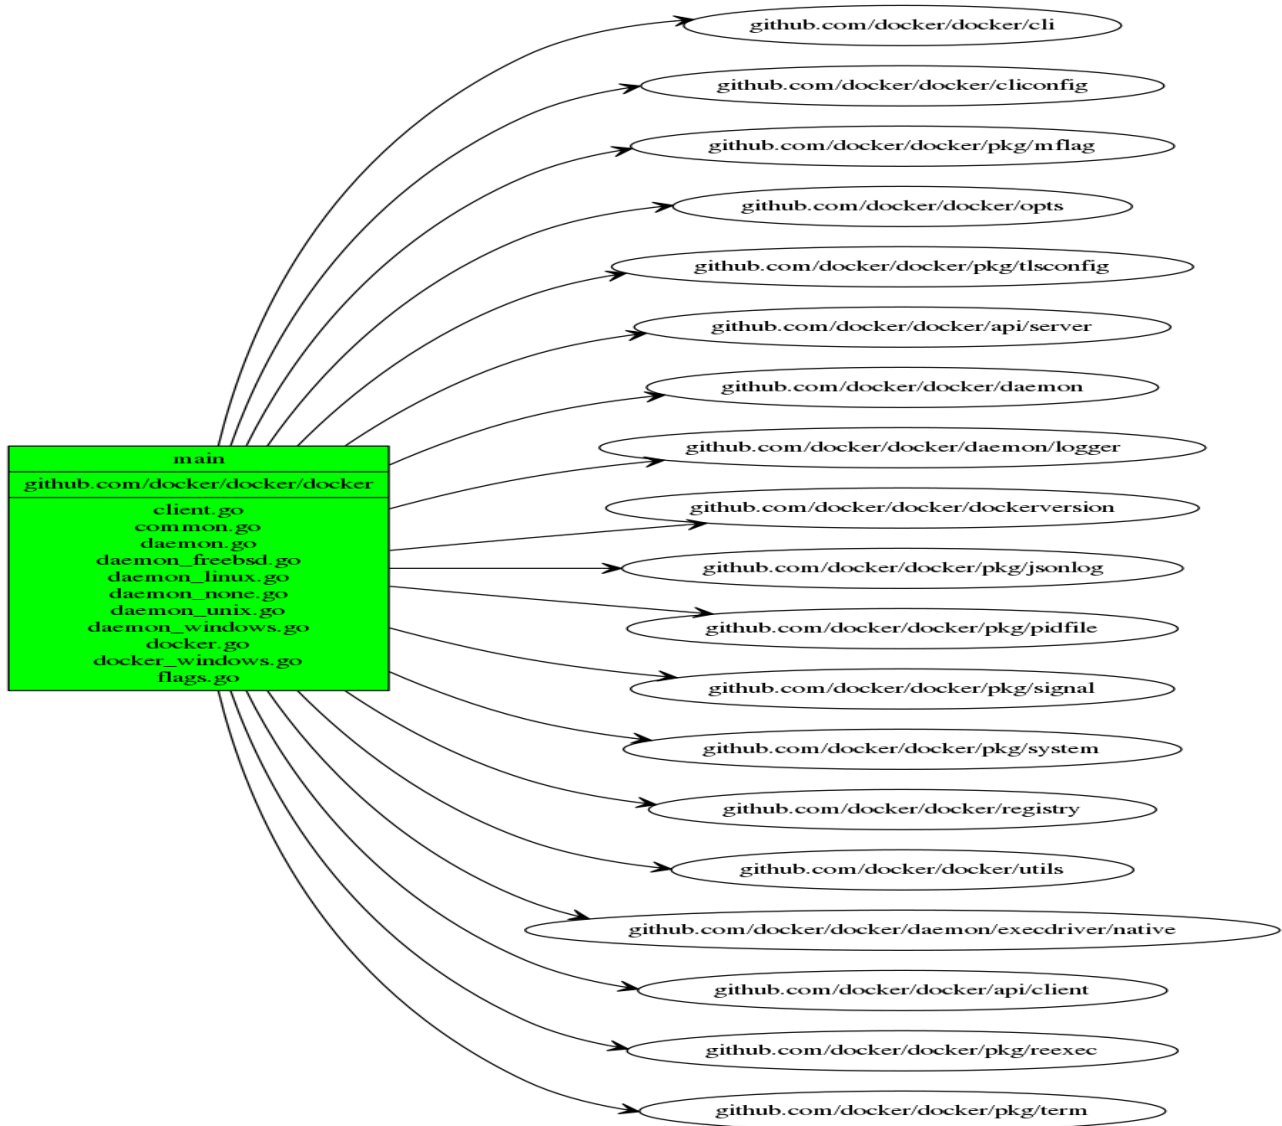 main
github.com/docker/docker/docker
client.go
common.go
daemon.go
daemon_freebsd.go
daemon_linux.go
daemon_none.go
daemon_unix.go
daemon_windows.go
docker.go
docker_windows.go
flags.go
github.com/docker/docker/cli
github.com/docker/docker/cliconfig
github.com/docker/docker/pkg/mflag
github.com/docker/docker/opts
github.com/docker/docker/pkg/tlsconfig
github.com/docker/docker/api/server
github.com/docker/docker/daemon
github.com/docker/docker/daemon/logger
github.com/docker/docker/dockerversion
github.com/docker/docker/pkg/jsonlog
github.com/docker/docker/pkg/pidfile
github.com/docker/docker/pkg/signal
github.com/docker/docker/pkg/system
github.com/docker/docker/registry
github.com/docker/docker/utils
github.com/docker/docker/daemon/execdriver/native
github.com/docker/docker/api/client
github.com/docker/docker/pkg/reexec
github.com/docker/docker/pkg/term